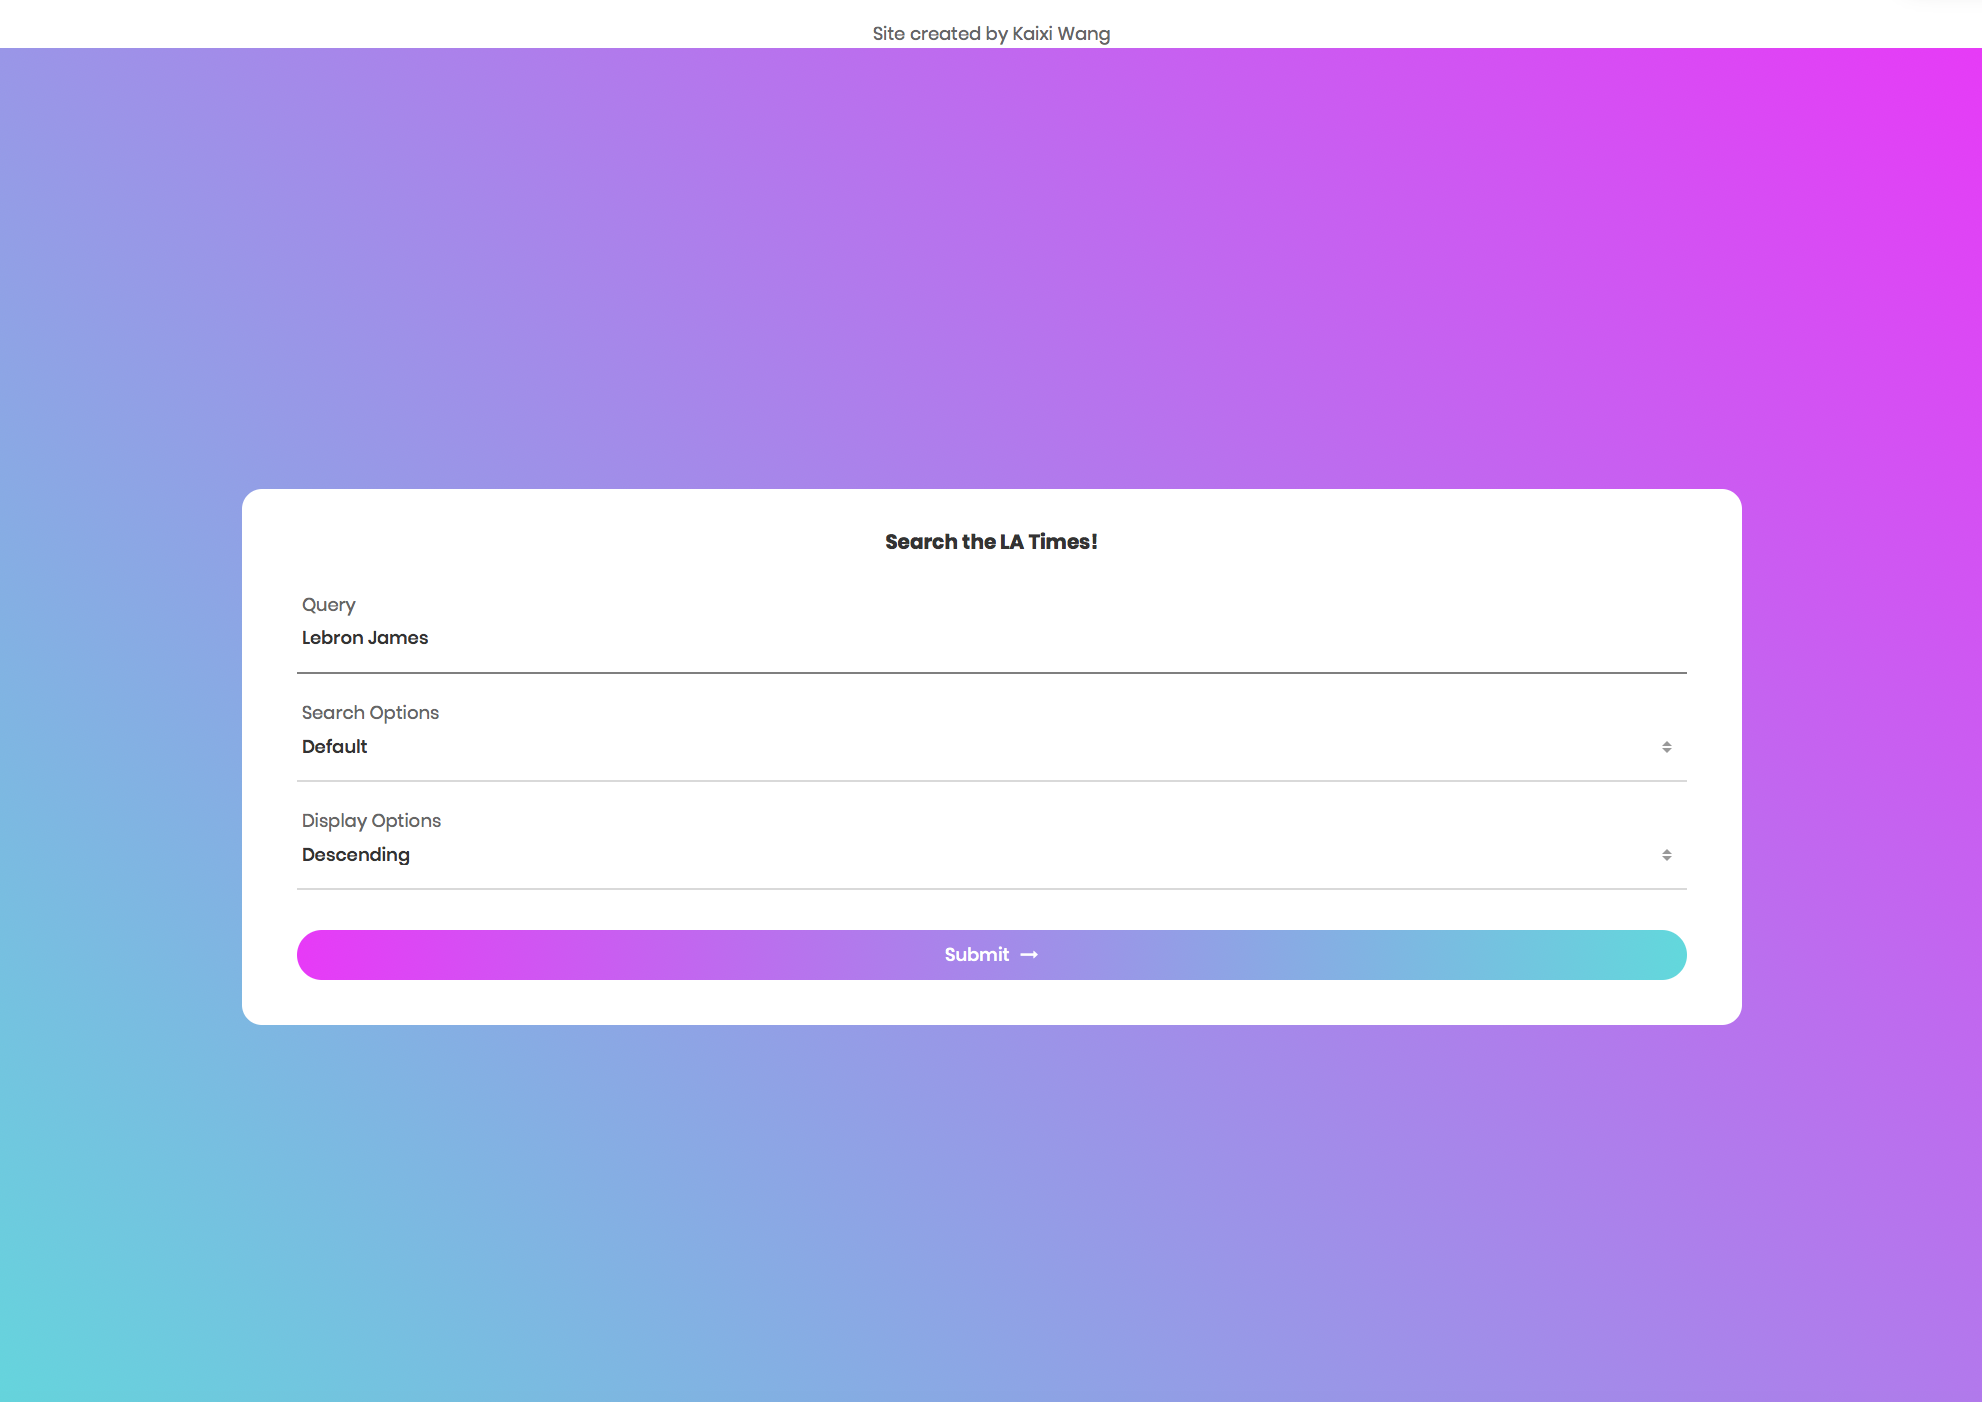 Site created by Kaixi Wang
Search the LA Times!
Query
Lebron James
Search Options
Default
Display Options
Descending
Submit →